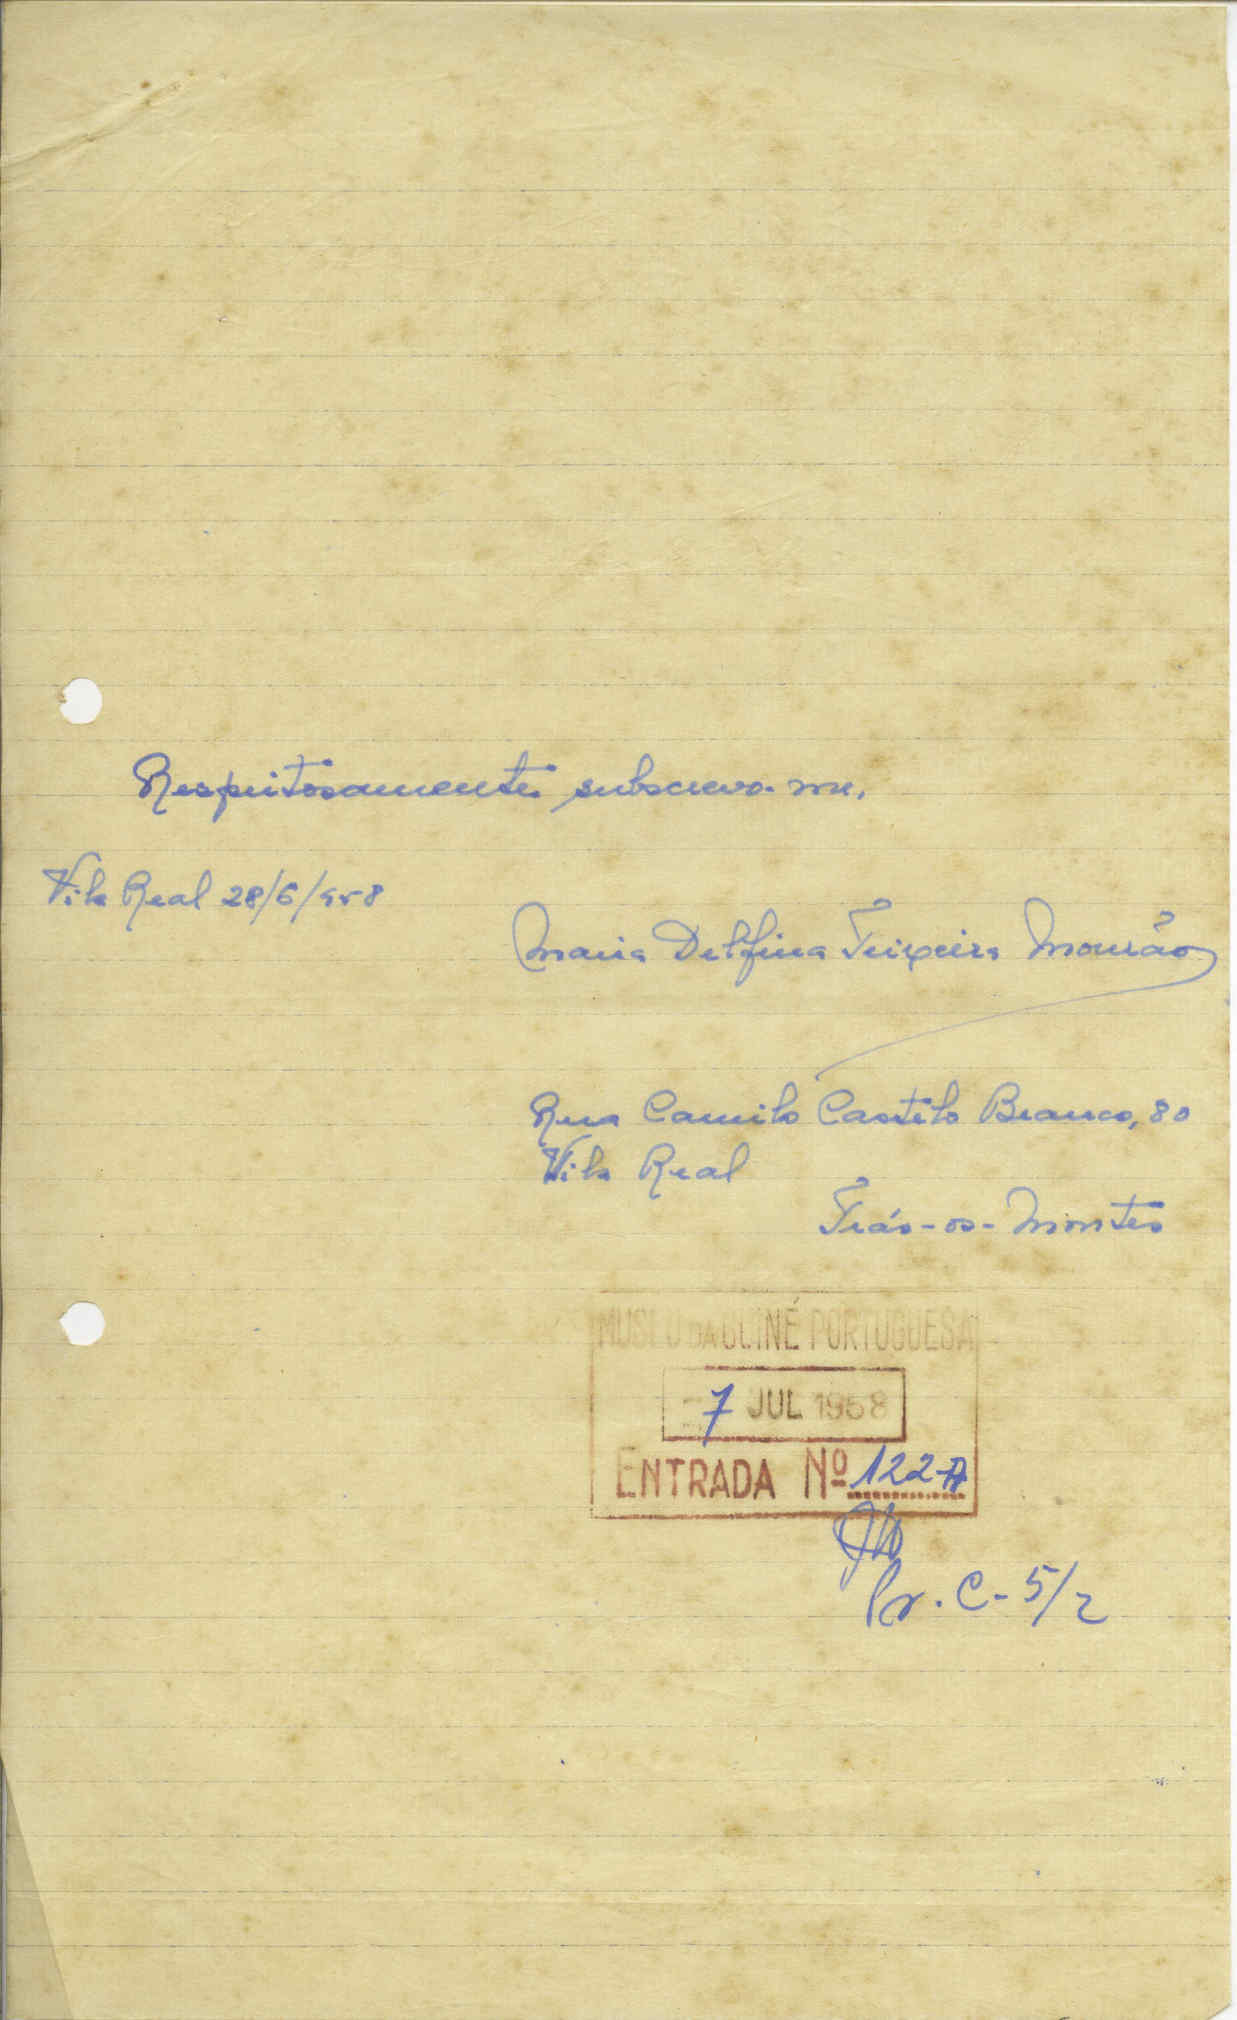 Respeitosamente subscrevo-me,
Vila Real 28/6/958
Maria Delfina Teixeira Mourão
Rua Camilo Castelo Branco, 80
Vila Real
Trás-os-Montes
MUSEU DA GUINÉ PORTUGUESA
7 JUL 1958
ENTRADA Nº 122-A
Pr. C-5/2